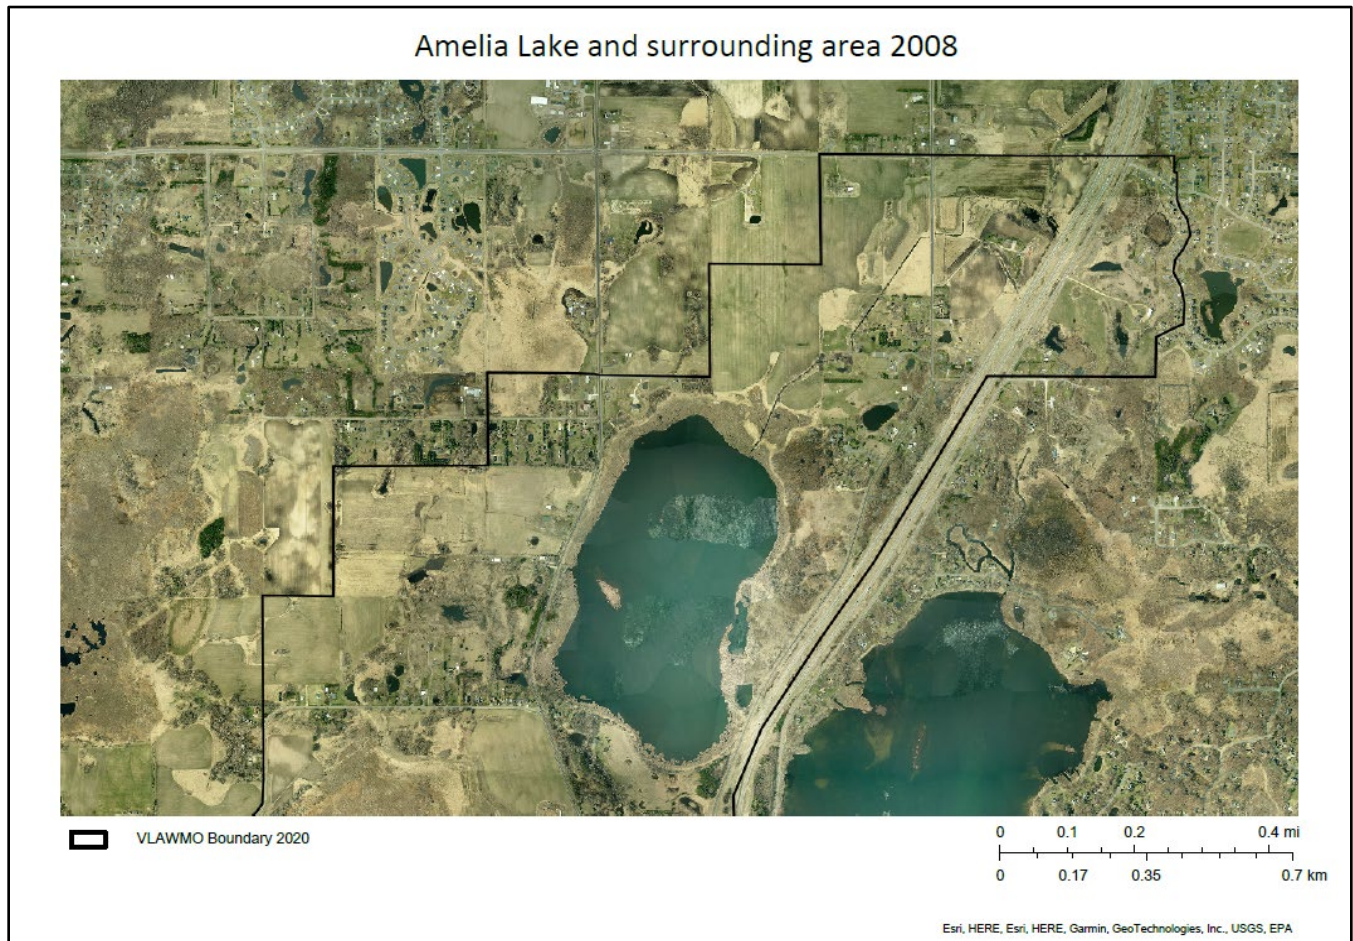 Amelia Lake and surrounding area 2008
VLAWMO Boundary 2020
0 0.1 0.2 0.4 mi
0 0.17 0.35 0.7 km
Esri, HERE, Esri, HERE, Garmin, GeoTechnologies, Inc., USGS, EPA